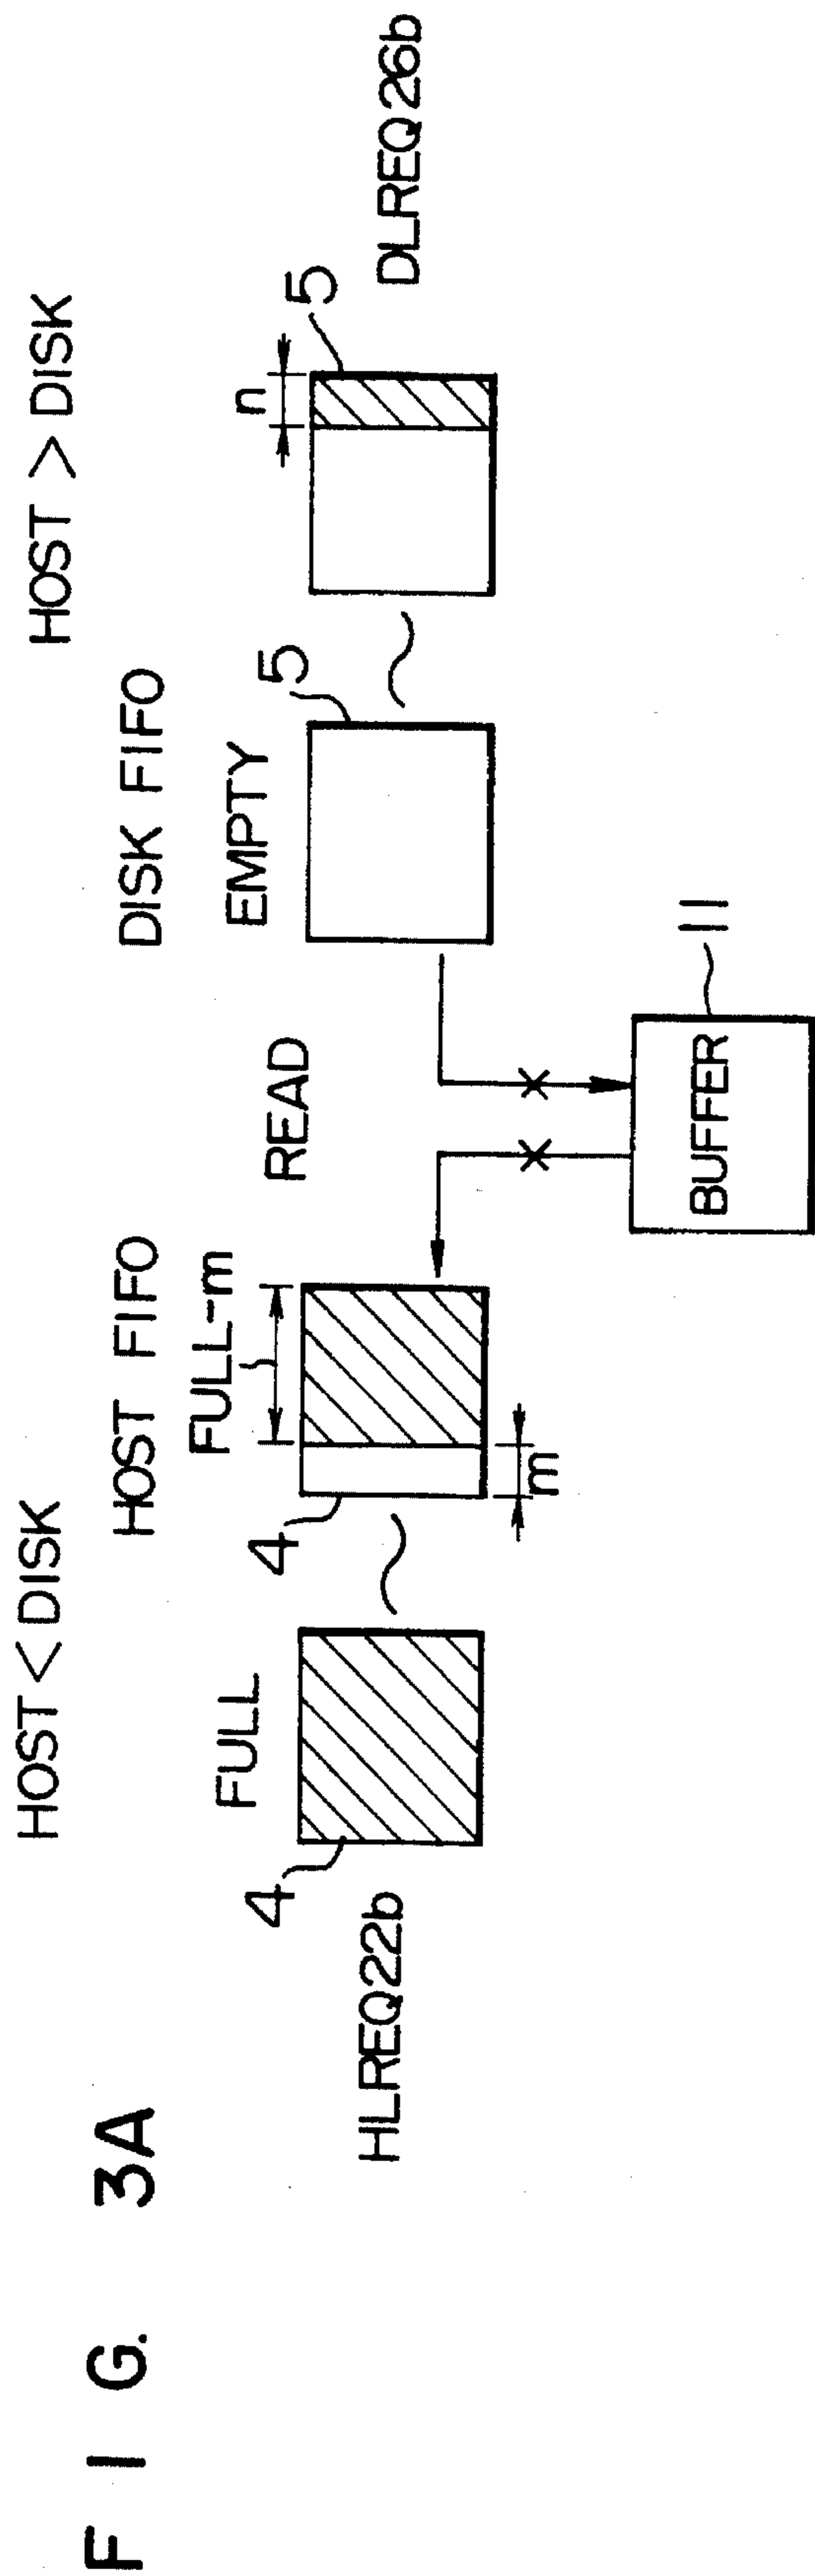 FIG. 3A
HOST < DISK
HOST > DISK
HOST FIFO
DISK FIFO
FULL
FULL-m
READ
EMPTY
n
4
4
5
5
HLREQ22b
DLREQ26b
m
BUFFER
11